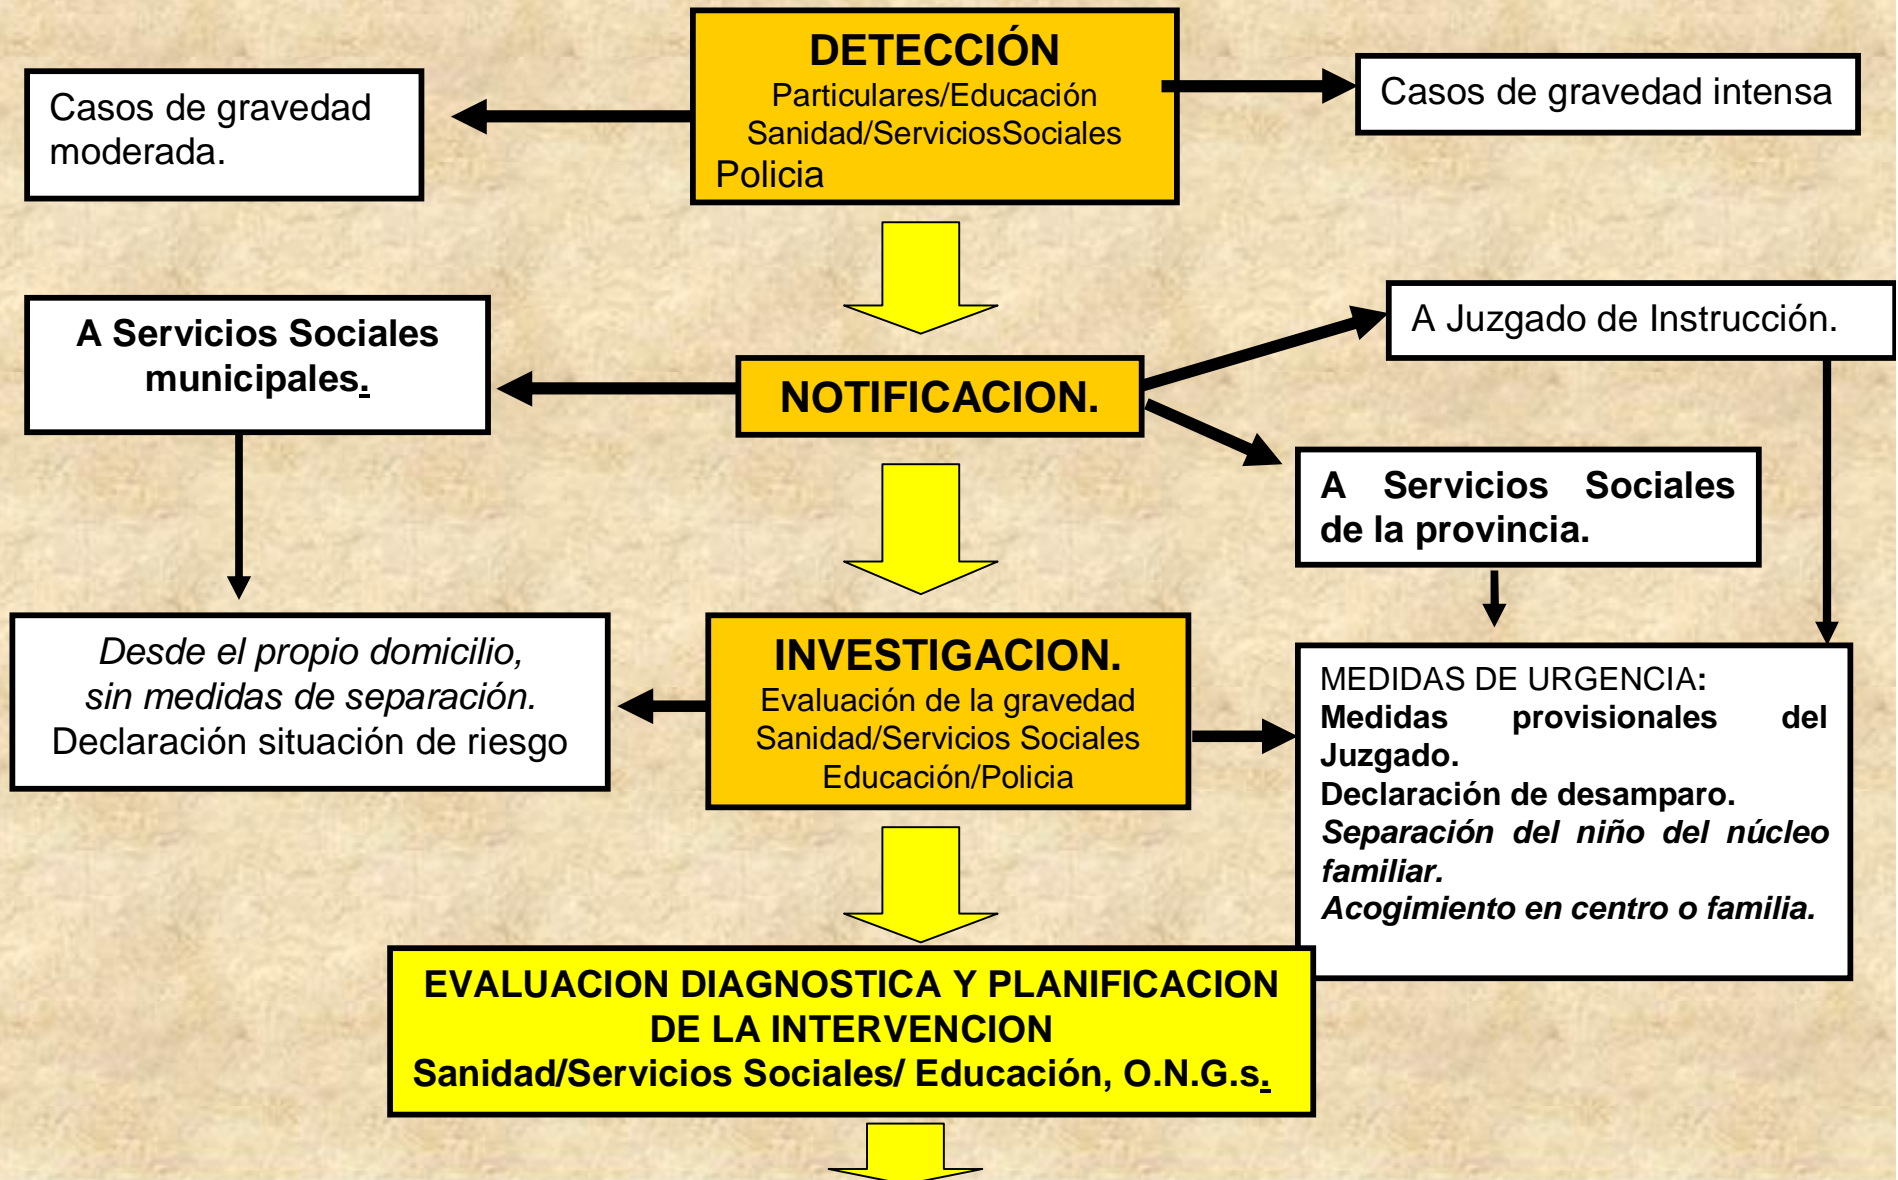 DETECCIÓN
Particulares/Educación
Sanidad/ServiciosSociales
Policia
Casos de gravedad
moderada.
Casos de gravedad intensa
A Servicios Sociales
municipales.
NOTIFICACION.
A Juzgado de Instrucción.
A Servicios Sociales
de la provincia.
Desde el propio domicilio,
sin medidas de separación.
Declaración situación de riesgo
INVESTIGACION.
Evaluación de la gravedad
Sanidad/Servicios Sociales
Educación/Policia
MEDIDAS DE URGENCIA:
Medidas provisionales del
Juzgado.
Declaración de desamparo.
Separación del niño del núcleo
familiar.
Acogimiento en centro o familia.
EVALUACION DIAGNOSTICA Y PLANIFICACION
DE LA INTERVENCION
Sanidad/Servicios Sociales/ Educación, O.N.G.s.